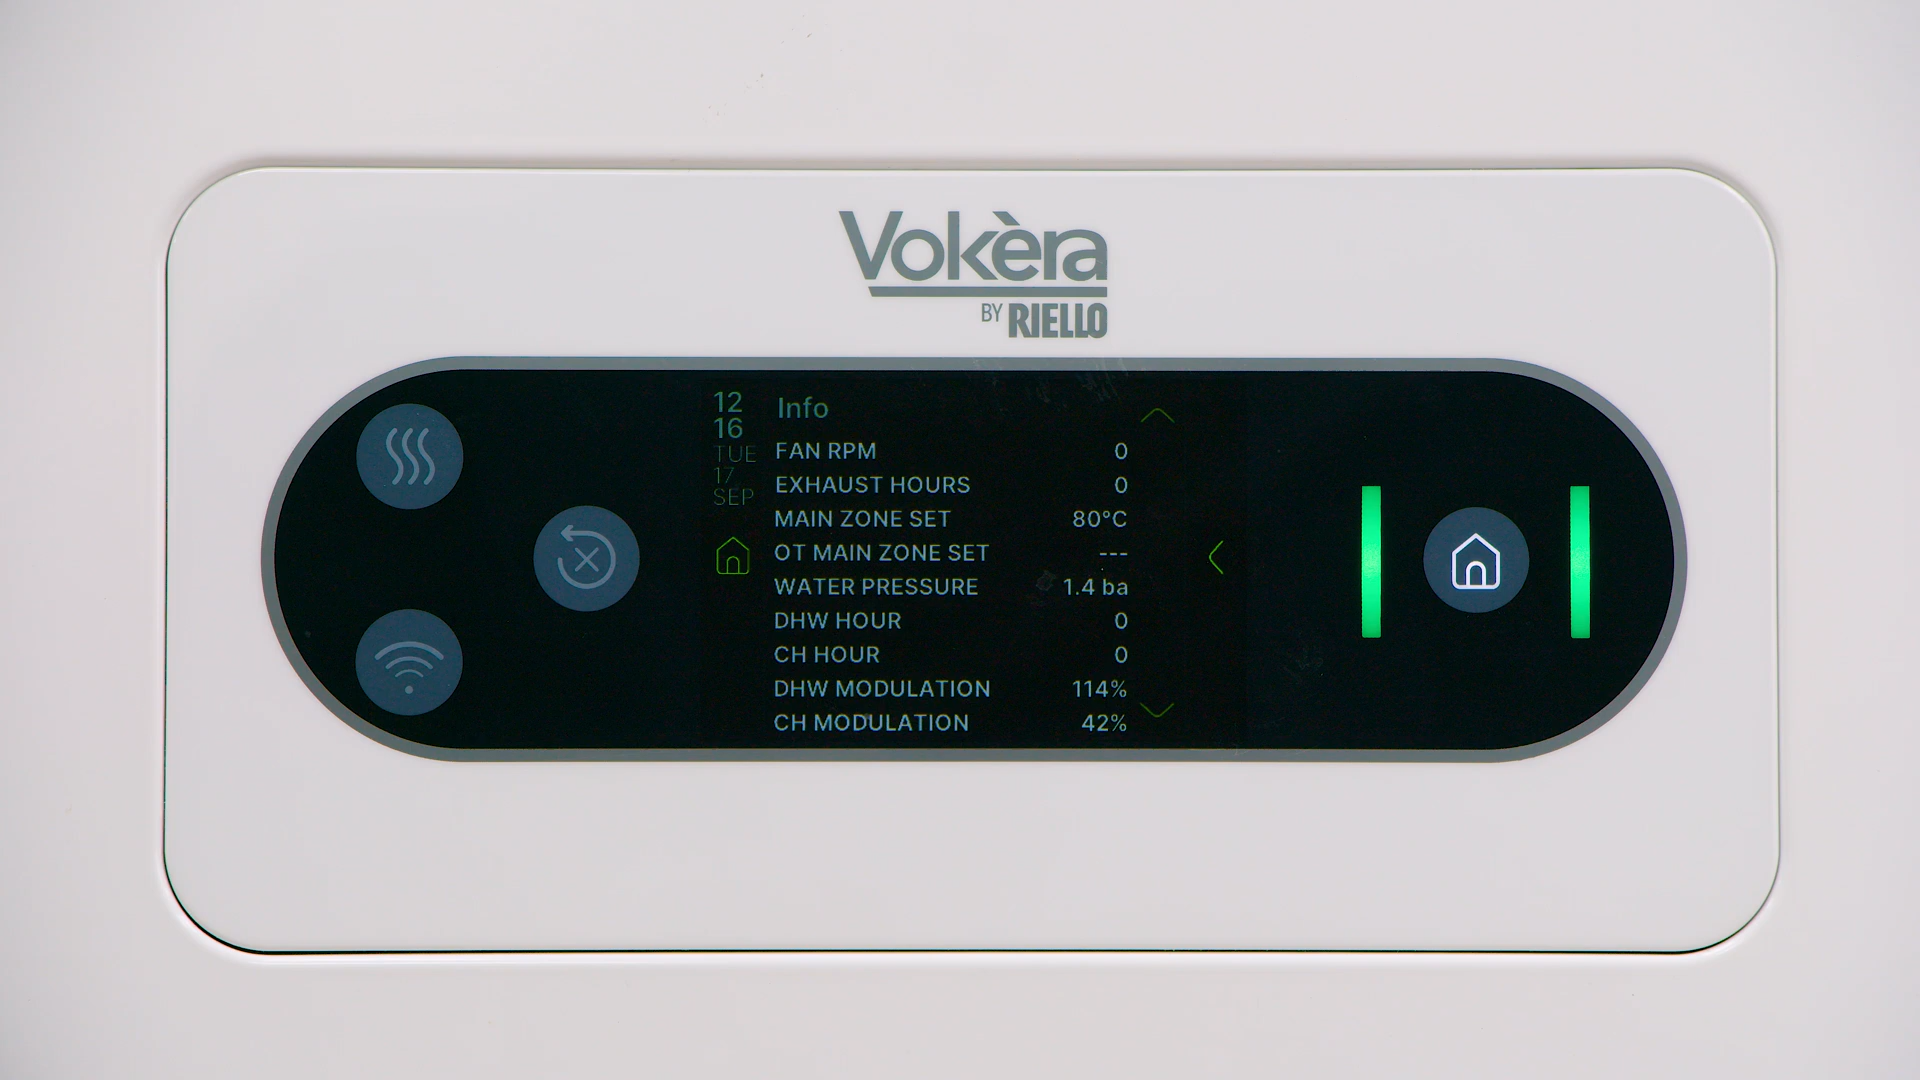 Vokèra
BY RIELLO
12
16
TUE
17
SEP
Info
FAN RPM 0
EXHAUST HOURS 0
MAIN ZONE SET 80°C
OT MAIN ZONE SET ---
WATER PRESSURE 1.4 ba
DHW HOUR 0
CH HOUR 0
DHW MODULATION 114%
CH MODULATION 42%